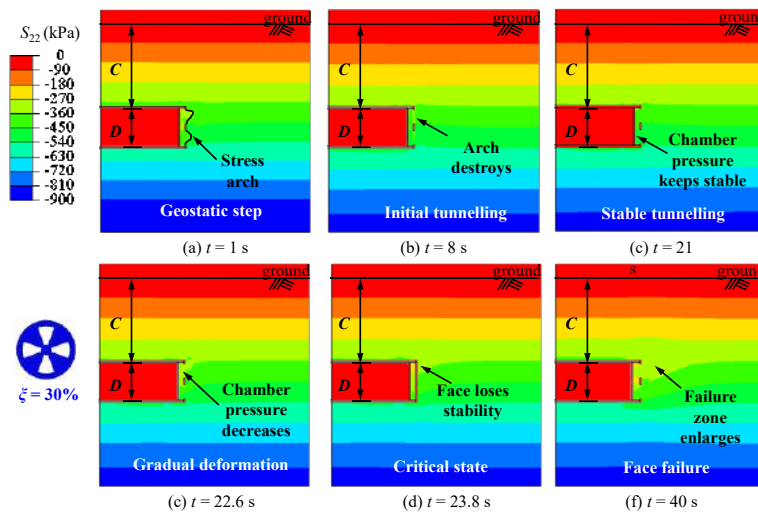 S22 (kPa)
0
-90
-180
-270
-360
-450
-540
-630
-720
-810
-900
ground
C
D
Stress
arch
Geostatic step
(a) t = 1 s
ground
C
D
Arch
destroys
Initial tunnelling
(b) t = 8 s
ground
C
D
Chamber
pressure
keeps stable
Stable tunnelling
(c) t = 21
s
ξ = 30%
ground
C
D
Chamber
pressure
decreases
Gradual deformation
(c) t = 22.6 s
ground
C
D
Face loses
stability
Critical state
(d) t = 23.8 s
ground
C
D
Failure
zone
enlarges
Face failure
(f) t = 40 s